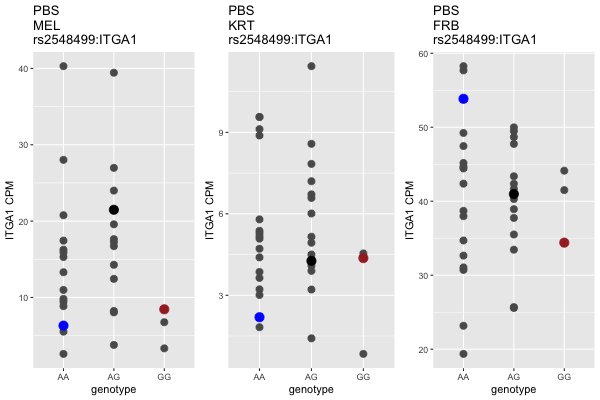 PBS
MEL
rs2548499:ITGA1
40
30
20
10
ITGA1 CPM
AA AG GG
genotype
PBS
KRT
rs2548499:ITGA1
9
6
3
ITGA1 CPM
AA AG GG
genotype
PBS
FRB
rs2548499:ITGA1
60
50
40
30
20
ITGA1 CPM
AA AG GG
genotype